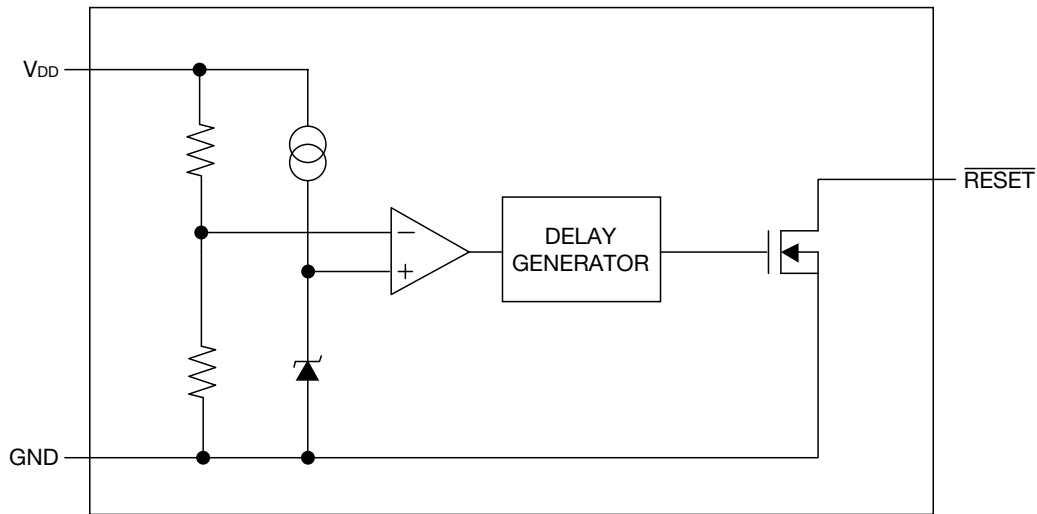 VDD
RESET
−
+
DELAY
GENERATOR
GND